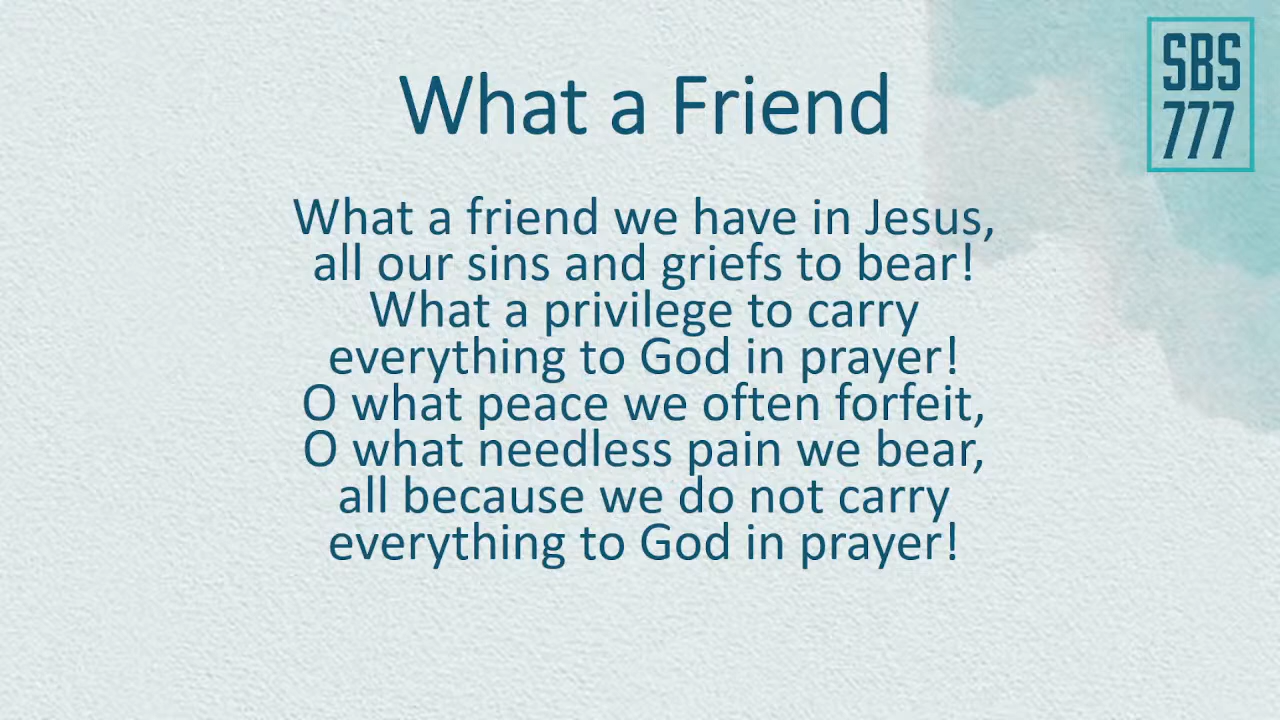 What a Friend
SBS
777
What a friend we have in Jesus,
all our sins and griefs to bear!
What a privilege to carry
everything to God in prayer!
O what peace we often forfeit,
O what needless pain we bear,
all because we do not carry
everything to God in prayer!